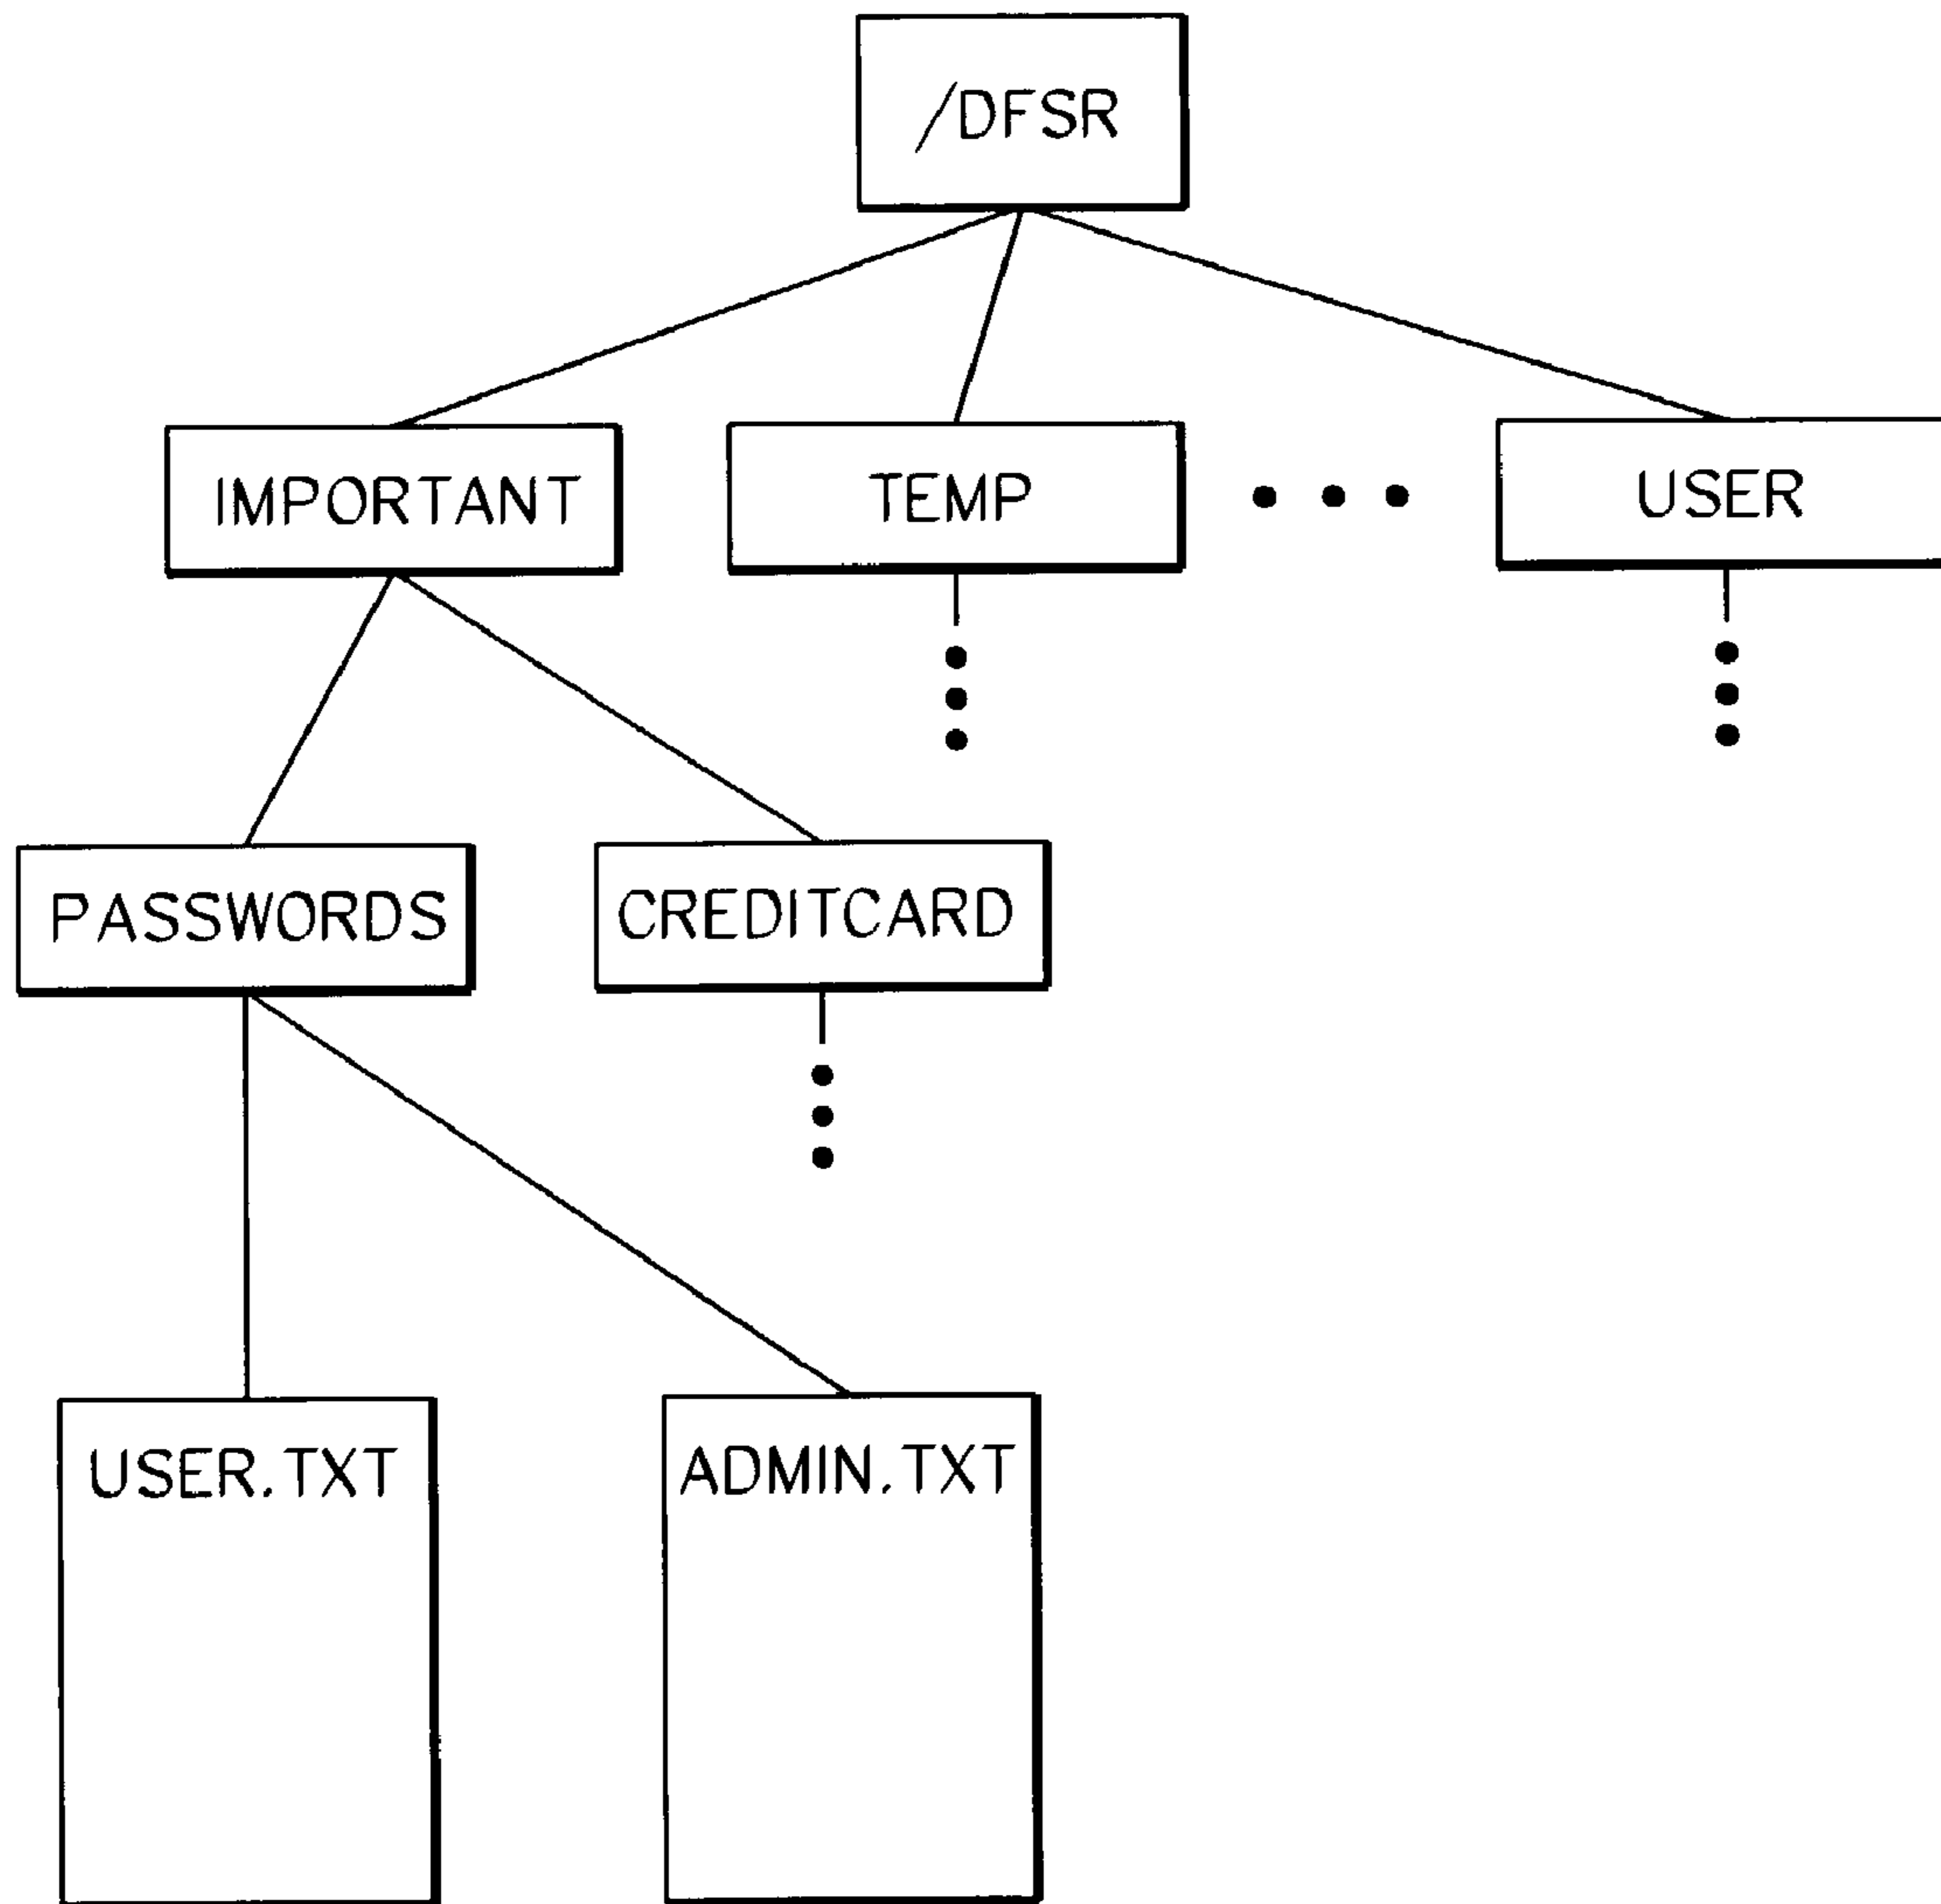 /DFSR
IMPORTANT
TEMP
USER
PASSWORDS
CREDITCARD
USER.TXT
ADMIN.TXT